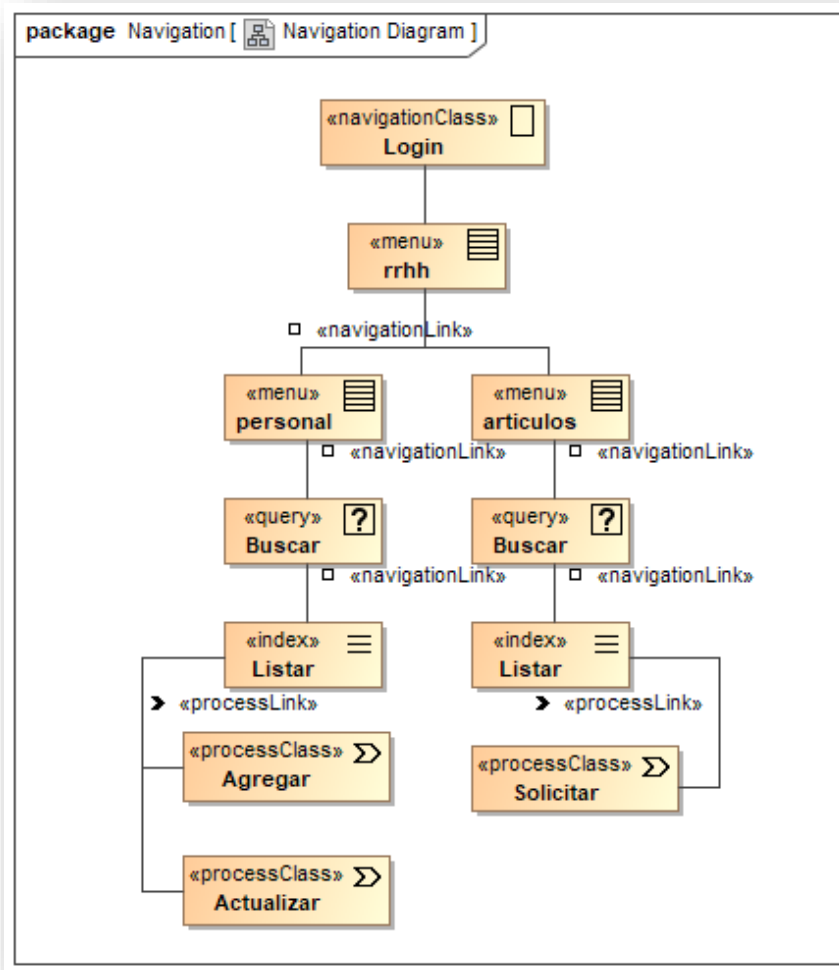 package Navigation [ Navigation Diagram ]
«navigationClass»
Login
«menu»
rrhh
«navigationLink»
«menu»
personal
«menu»
articulos
«navigationLink»
«navigationLink»
«query»
Buscar
«query»
Buscar
«navigationLink»
«navigationLink»
«index»
Listar
«index»
Listar
«processLink»
«processLink»
«processClass»
Agregar
«processClass»
Solicitar
«processClass»
Actualizar